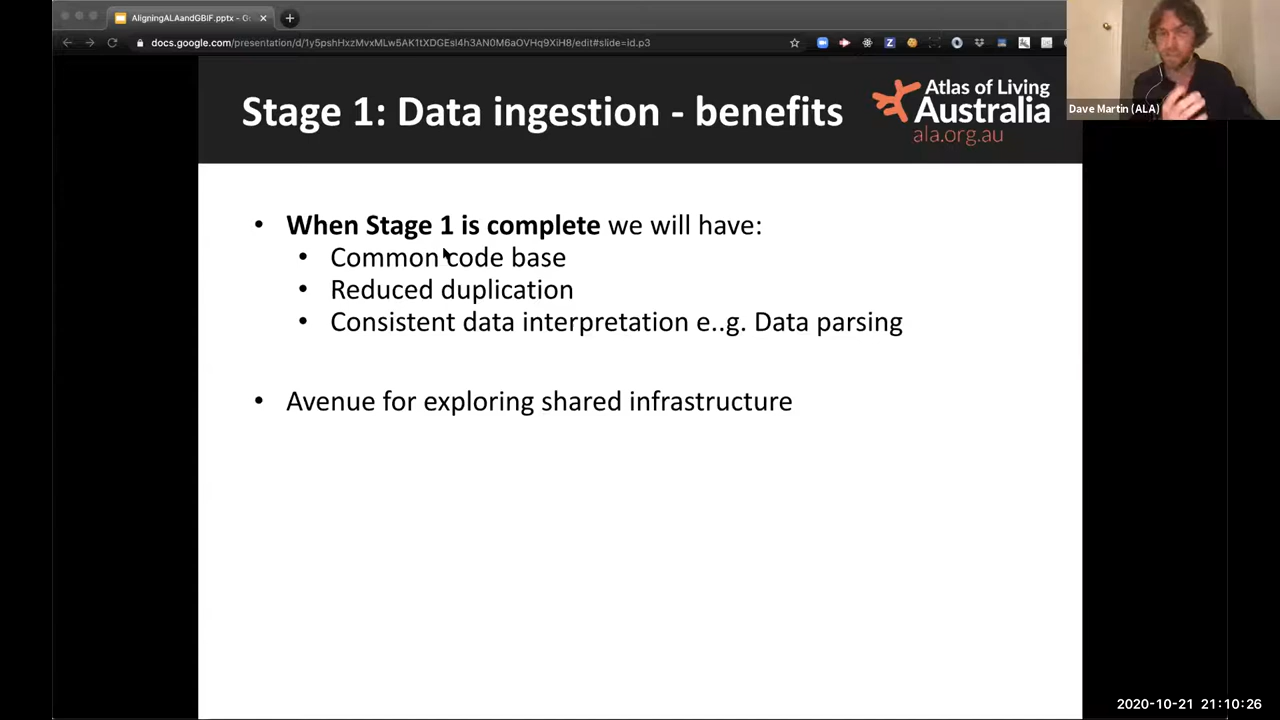 AligningALAandGBIF.pptx - G
docs.google.com/presentation/d/1y5pshHxzMvxMLw5AK1tXDGEsI4h3AN0M6aOVHq9XiH8/edit#slide=id.p3
Stage 1: Data ingestion - benefits
Atlas of Living
Australia
ala.org.au
Dave Martin (ALA)
• When Stage 1 is complete we will have:
• Common code base
• Reduced duplication
• Consistent data interpretation e..g. Data parsing
• Avenue for exploring shared infrastructure
2020-10-21 21:10:26